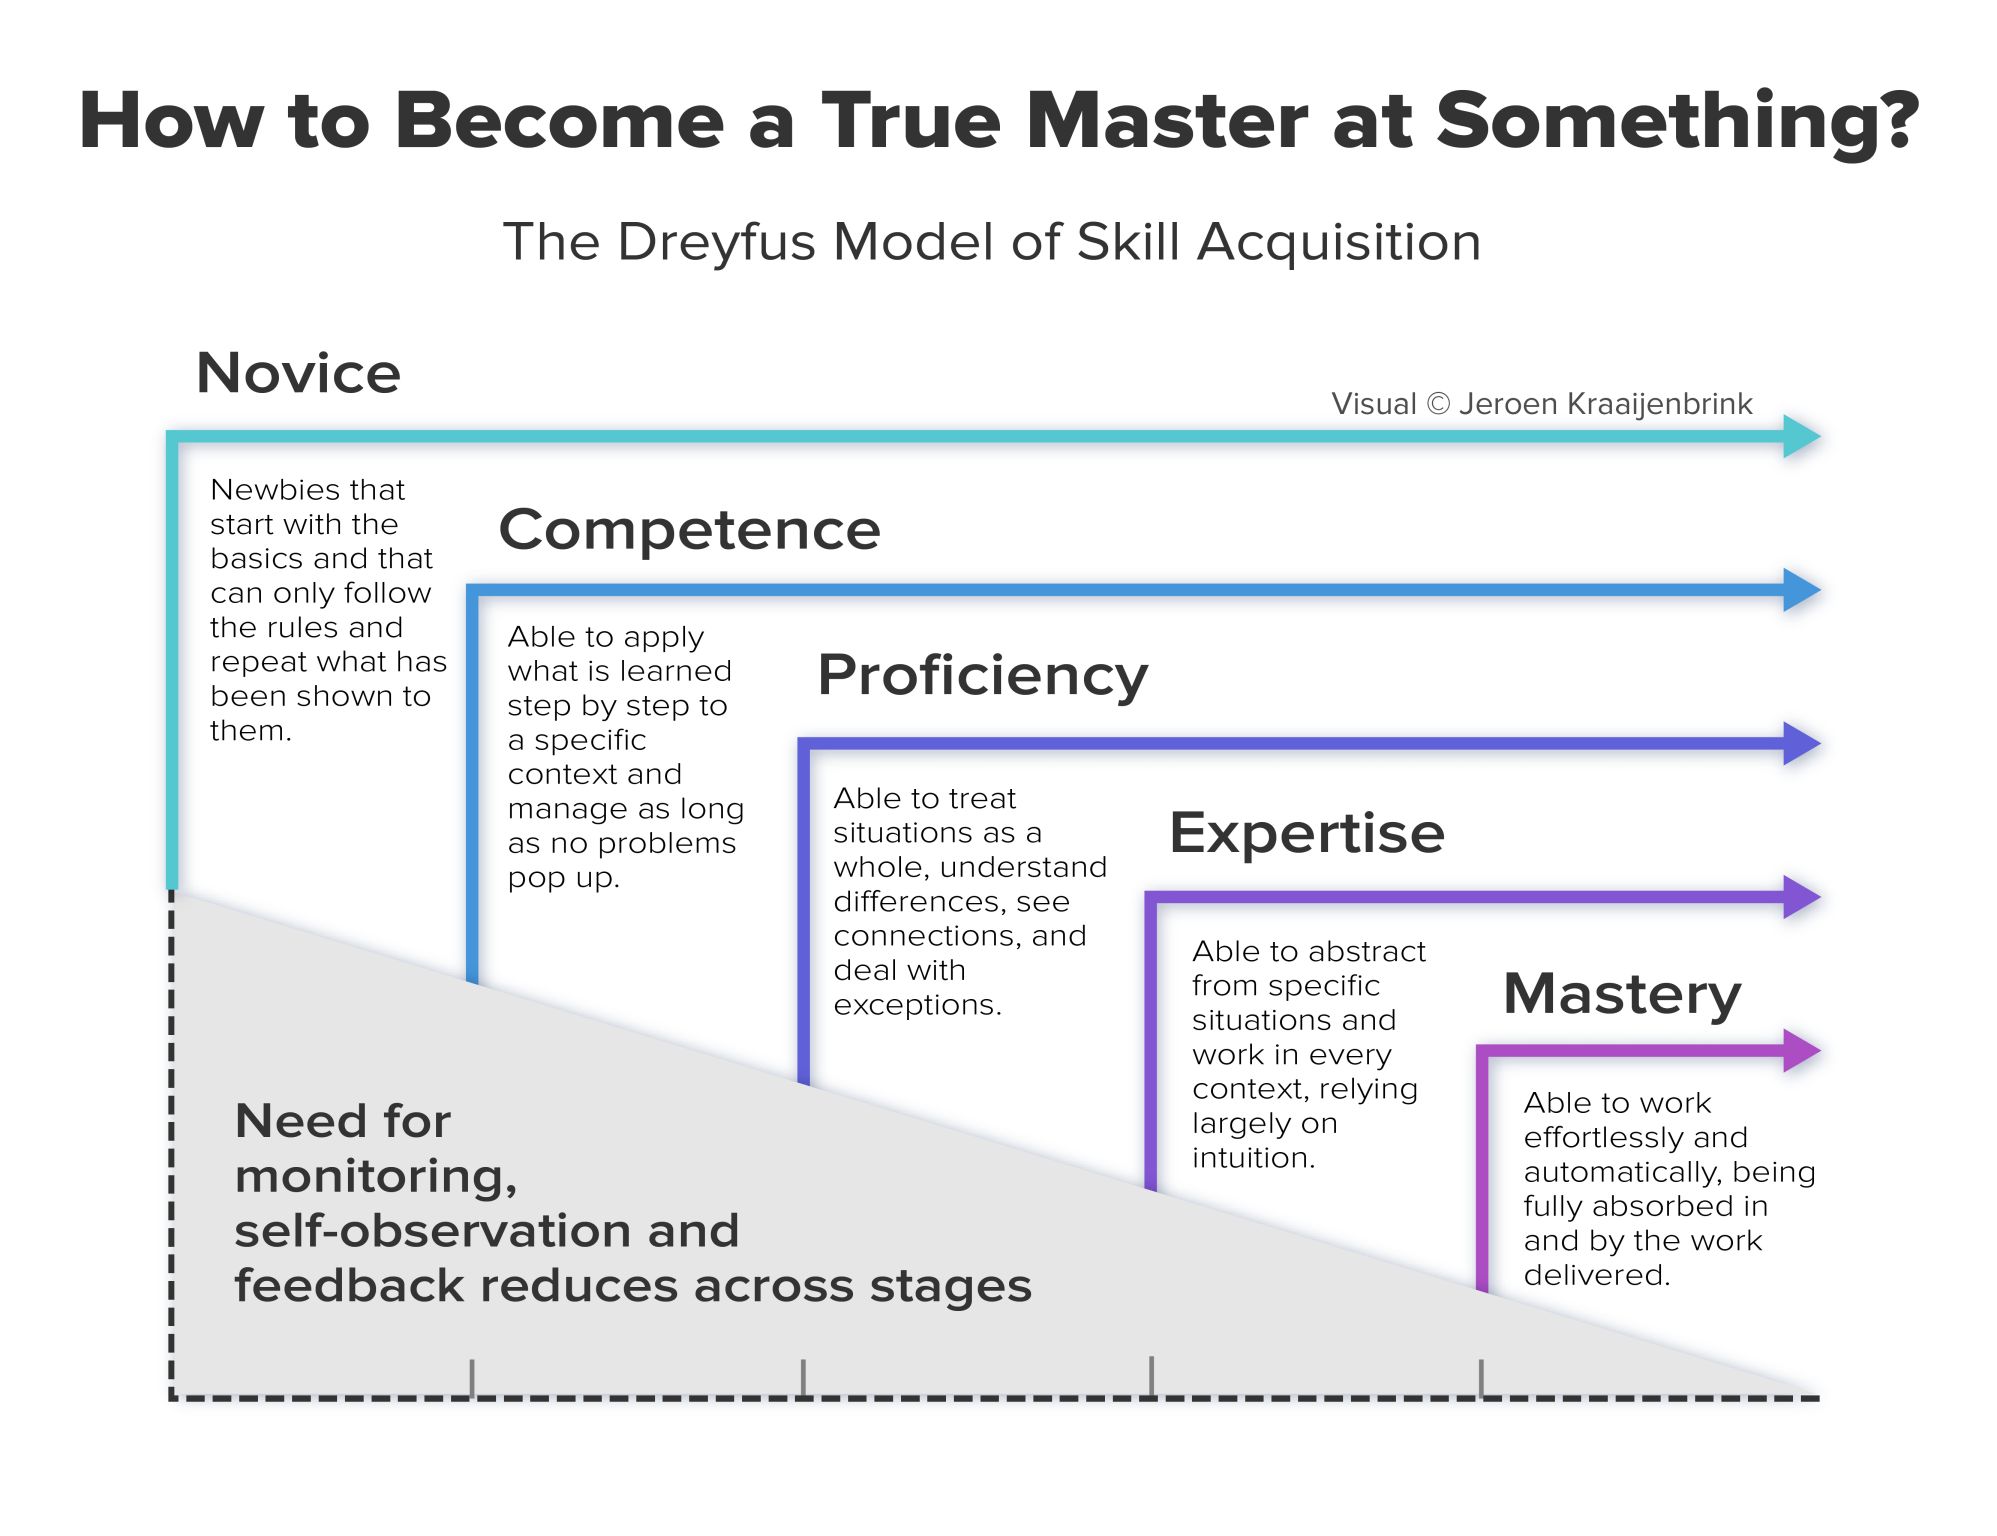 How to Become a True Master at Something?
The Dreyfus Model of Skill Acquisition
Novice
Visual © Jeroen Kraaijenbrink
Newbies that
start with the
basics and that
can only follow
the rules and
repeat what has
been shown to
them.
Competence
Able to apply
what is learned
step by step to
a specific
context and
manage as long
as no problems
pop up.
Proficiency
Able to treat
situations as a
whole, understand
differences, see
connections, and
deal with
exceptions.
Expertise
Able to abstract
from specific
situations and
work in every
context, relying
largely on
intuition.
Mastery
Able to work
effortlessly and
automatically, being
fully absorbed in
and by the work
delivered.
Need for
monitoring,
self-observation and
feedback reduces across stages